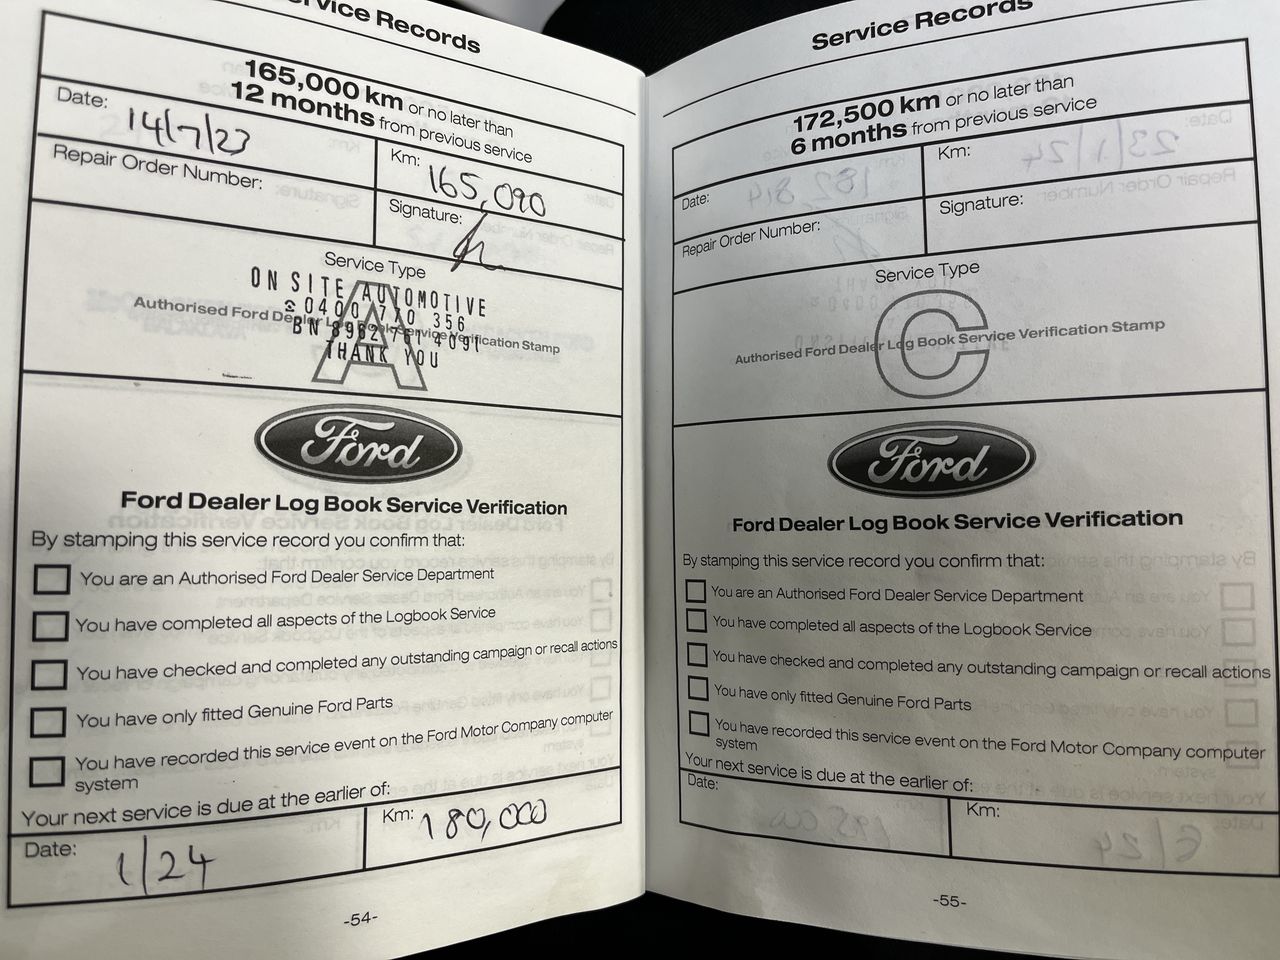 Service Records
165,000 km or no later than
12 months from previous service
Date: 14/7/23
Km: 165,090
Repair Order Number:
Signature:
Service Type
A
Authorised Ford Dealer Log Book Service Verification Stamp
ON SITE AUTOMOTIVE
0400 770 356
THANK YOU
Ford
Ford Dealer Log Book Service Verification
By stamping this service record you confirm that:
You are an Authorised Ford Dealer Service Department
You have completed all aspects of the Logbook Service
You have checked and completed any outstanding campaign or recall actions
You have only fitted Genuine Ford Parts
You have recorded this service event on the Ford Motor Company computer
system
Your next service is due at the earlier of:
Date: 1/24
Km: 180,000
-54-
Service Records
172,500 km or no later than
6 months from previous service
Date:
Km:
Repair Order Number:
Signature:
Service Type
C
Authorised Ford Dealer Log Book Service Verification Stamp
Ford
Ford Dealer Log Book Service Verification
By stamping this service record you confirm that:
You are an Authorised Ford Dealer Service Department
You have completed all aspects of the Logbook Service
You have checked and completed any outstanding campaign or recall actions
You have only fitted Genuine Ford Parts
You have recorded this service event on the Ford Motor Company computer
system
Your next service is due at the earlier of:
Date:
Km:
-55-